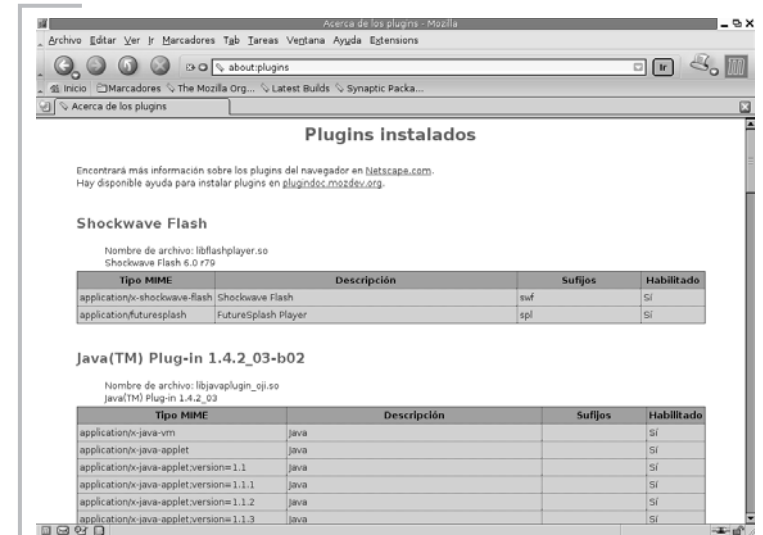 Acerca de los plugins - Mozilla
Archivo Editar Ver Ir Marcadores Tab Tareas Ventana Ayuda Extensions
about:plugins
Ir
Inicio Marcadores The Mozilla Org... Latest Builds Synaptic Packa...
Acerca de los plugins
Plugins instalados
Encontrará más información sobre los plugins del navegador en Netscape.com.
Hay disponible ayuda para instalar plugins en plugindoc.mozdev.org.
Shockwave Flash
Nombre de archivo: libflashplayer.so
Shockwave Flash 6.0 r79
Tipo MIME Descripción Sufijos Habilitado
application/x-shockwave-flash Shockwave Flash swf Sí
application/futuresplash FutureSplash Player spl Sí
Java(TM) Plug-in 1.4.2_03-b02
Nombre de archivo: libjavaplugin_oji.so
Java(TM) Plug-in 1.4.2_03
Tipo MIME Descripción Sufijos Habilitado
application/x-java-vm Java Sí
application/x-java-applet Java Sí
application/x-java-applet;version=1.1 Java Sí
application/x-java-applet;version=1.1.1 Java Sí
application/x-java-applet;version=1.1.2 Java Sí
application/x-java-applet;version=1.1.3 Java Sí